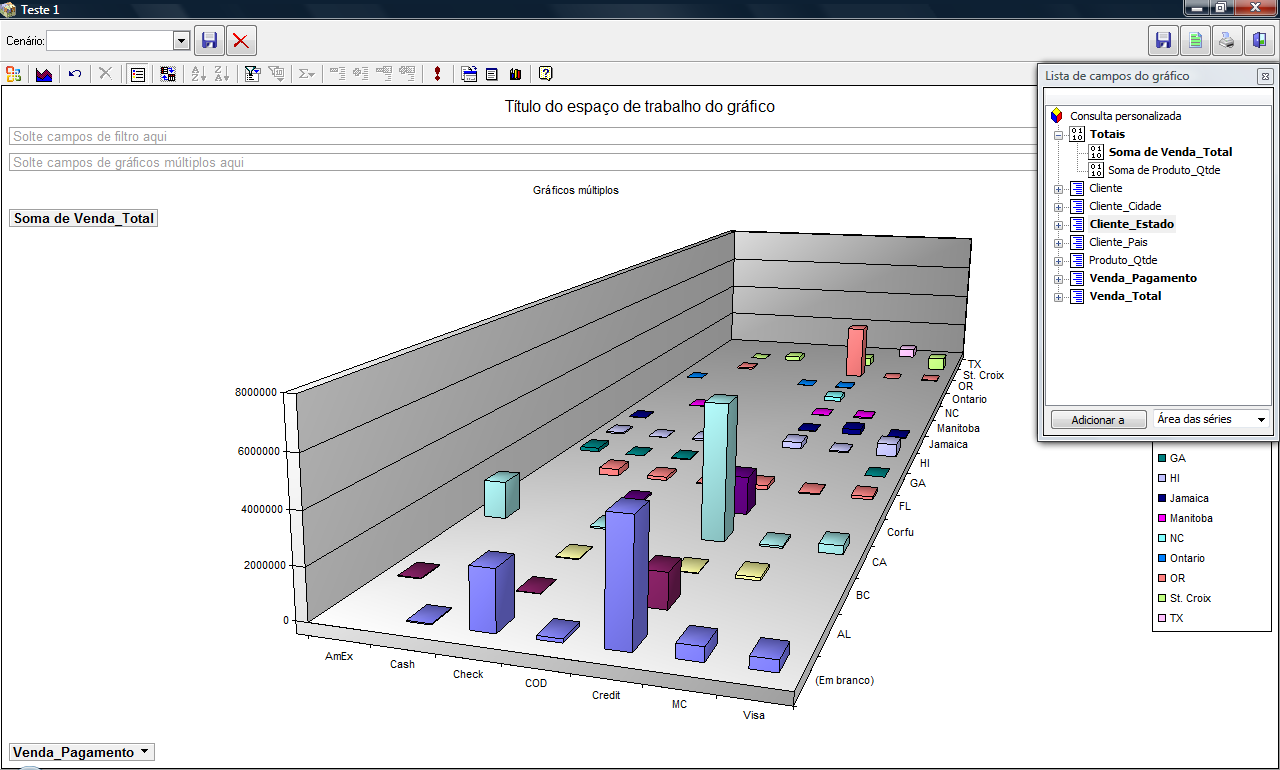 Teste 1
Cenário:
Lista de campos do gráfico
Título do espaço de trabalho do gráfico
Solte campos de filtro aqui
Solte campos de gráficos múltiplos aqui
Gráficos múltiplos
Soma de Venda_Total
Consulta personalizada
Totais
Soma de Venda_Total
Soma de Produto_Qtde
Cliente
Cliente_Cidade
Cliente_Estado
Cliente_Pais
Produto_Qtde
Venda_Pagamento
Venda_Total
Adicionar a
Área das séries
8000000
6000000
4000000
2000000
0
AmEx
Cash
Check
COD
Credit
MC
Visa
TX
St. Croix
OR
Ontario
NC
Manitoba
Jamaica
HI
GA
FL
Corfu
CA
BC
AL
(Em branco)
GA
HI
Jamaica
Manitoba
NC
Ontario
OR
St. Croix
TX
Venda_Pagamento